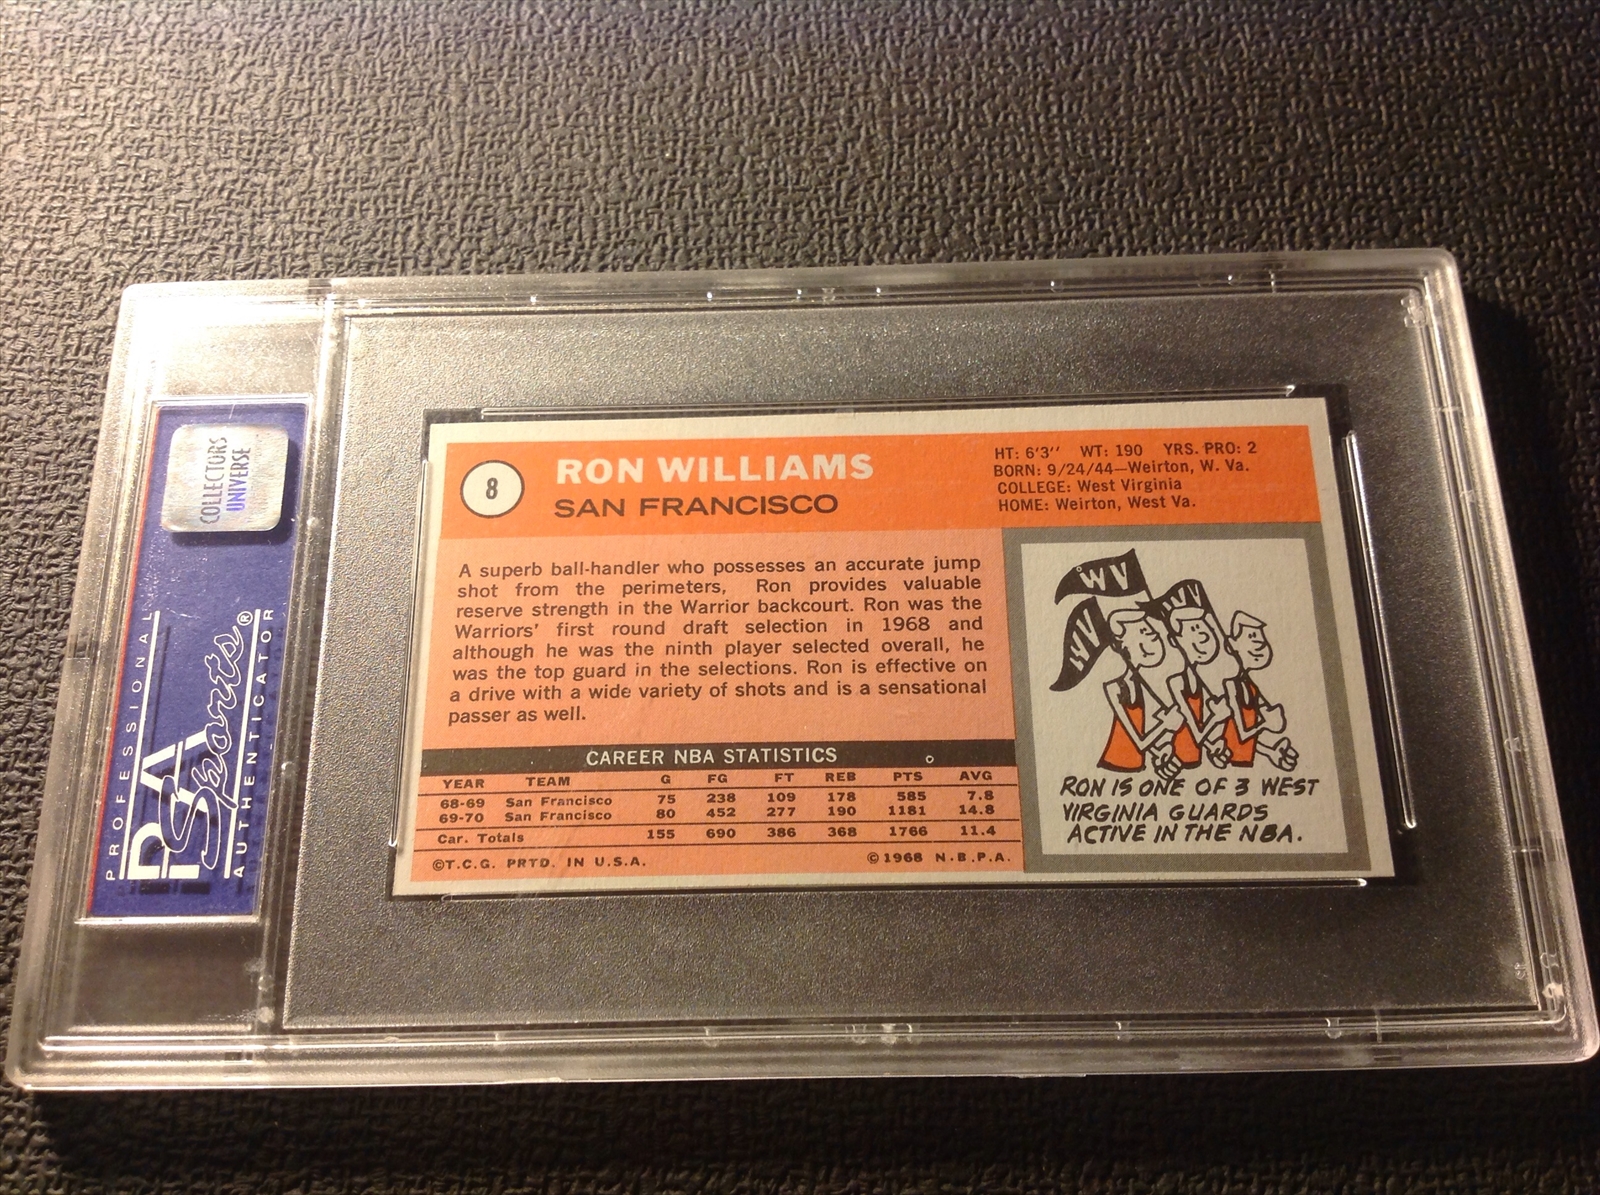 COLLECTORS
UNIVERSE
PROFESSIONAL
PSA
Sports®
AUTHENTICATOR
8
RON WILLIAMS
SAN FRANCISCO
HT: 6'3'' WT: 190 YRS. PRO: 2
BORN: 9/24/44—Weirton, W. Va.
COLLEGE: West Virginia
HOME: Weirton, West Va.
A superb ball-handler who possesses an accurate jump
shot from the perimeters, Ron provides valuable
reserve strength in the Warrior backcourt. Ron was the
Warriors' first round draft selection in 1968 and
although he was the ninth player selected overall, he
was the top guard in the selections. Ron is effective on
a drive with a wide variety of shots and is a sensational
passer as well.
CAREER NBA STATISTICS
YEAR TEAM G FG FT REB PTS AVG
68-69 San Francisco 75 238 109 178 585 7.8
69-70 San Francisco 80 452 277 190 1181 14.8
Car. Totals 155 690 386 368 1766 11.4
©T.C.G. PRTD. IN U.S.A. ©1968 N.B.P.A.
WV
WV
WV
RON IS ONE OF 3 WEST
VIRGINIA GUARDS
ACTIVE IN THE NBA.